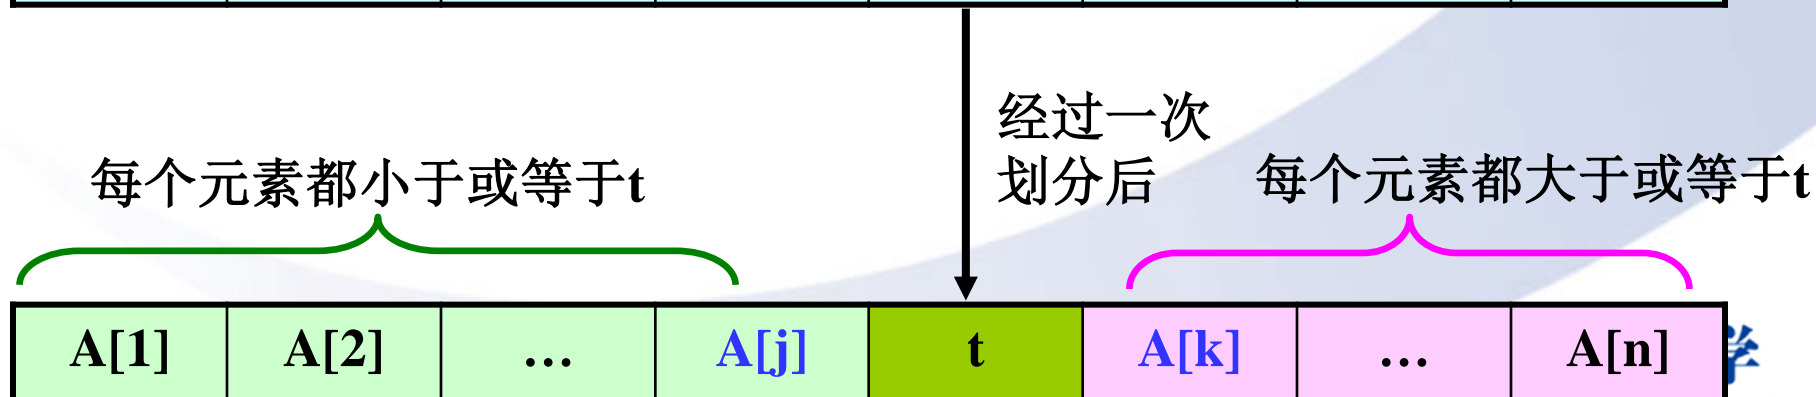 经过一次
划分后
每个元素都小于或等于t
每个元素都大于或等于t
A[1] A[2] … A[j] t A[k] … A[n]
学